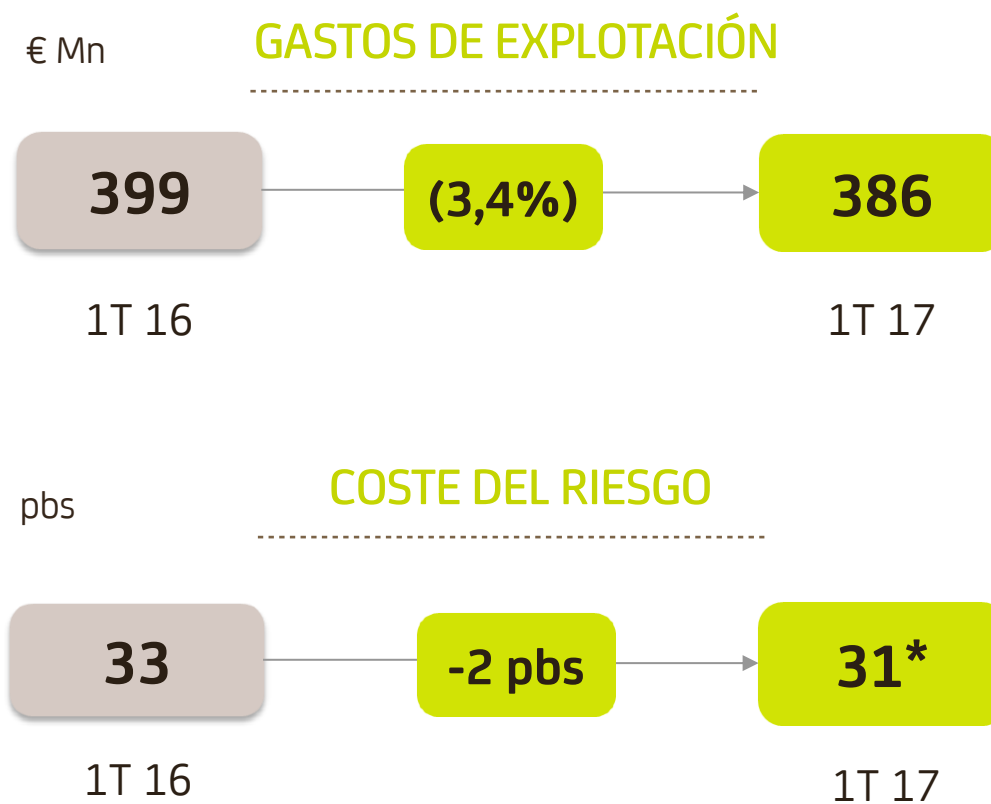 € Mn
GASTOS DE EXPLOTACIÓN
399
(3,4%)
386
1T 16
1T 17
pbs
COSTE DEL RIESGO
33
-2 pbs
31*
1T 16
1T 17